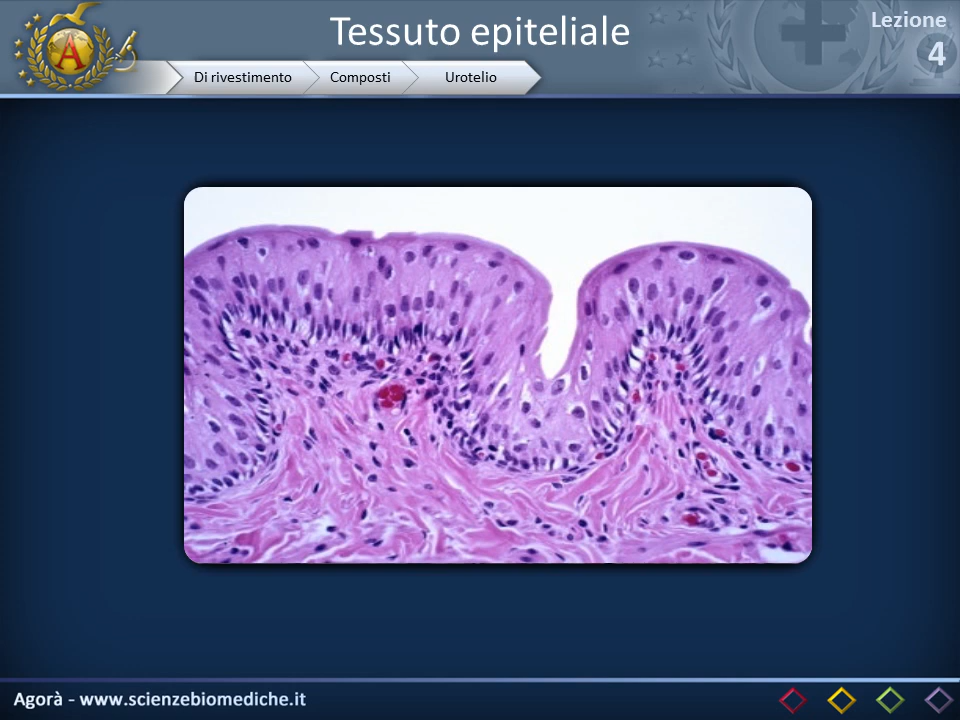 Tessuto epiteliale
Lezione
4
Di rivestimento
Composti
Urotelio
A
Agorà - www.scienzebiomediche.it